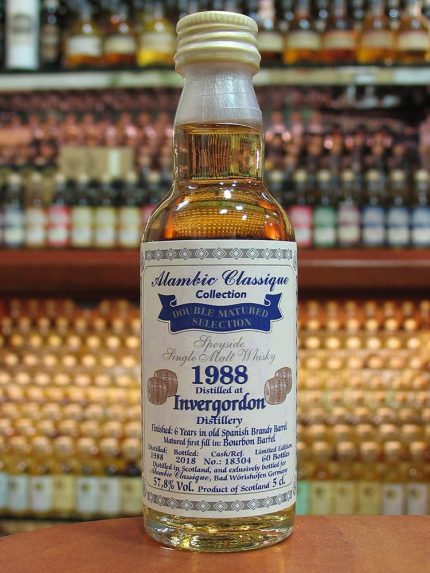 Alambic Classique
Collection
DOUBLE MATURED
SELECTION
Speyside
Single Malt Whisky
1988
Distilled at
Invergordon
Distillery
Finished: 6 Years in old Spanish Brandy Barrel
Matured first fill in: Bourbon Barrel
Distilled: Bottled: Cask/Ref. Limited Edition:
1988 2018 No.: 18304 60 Bottles
Distilled in Scotland, and exlusively bottled for
Alambic Classique, Bad Wörishofen Germany
57,8% Vol. Product of Scotland 5 cl.